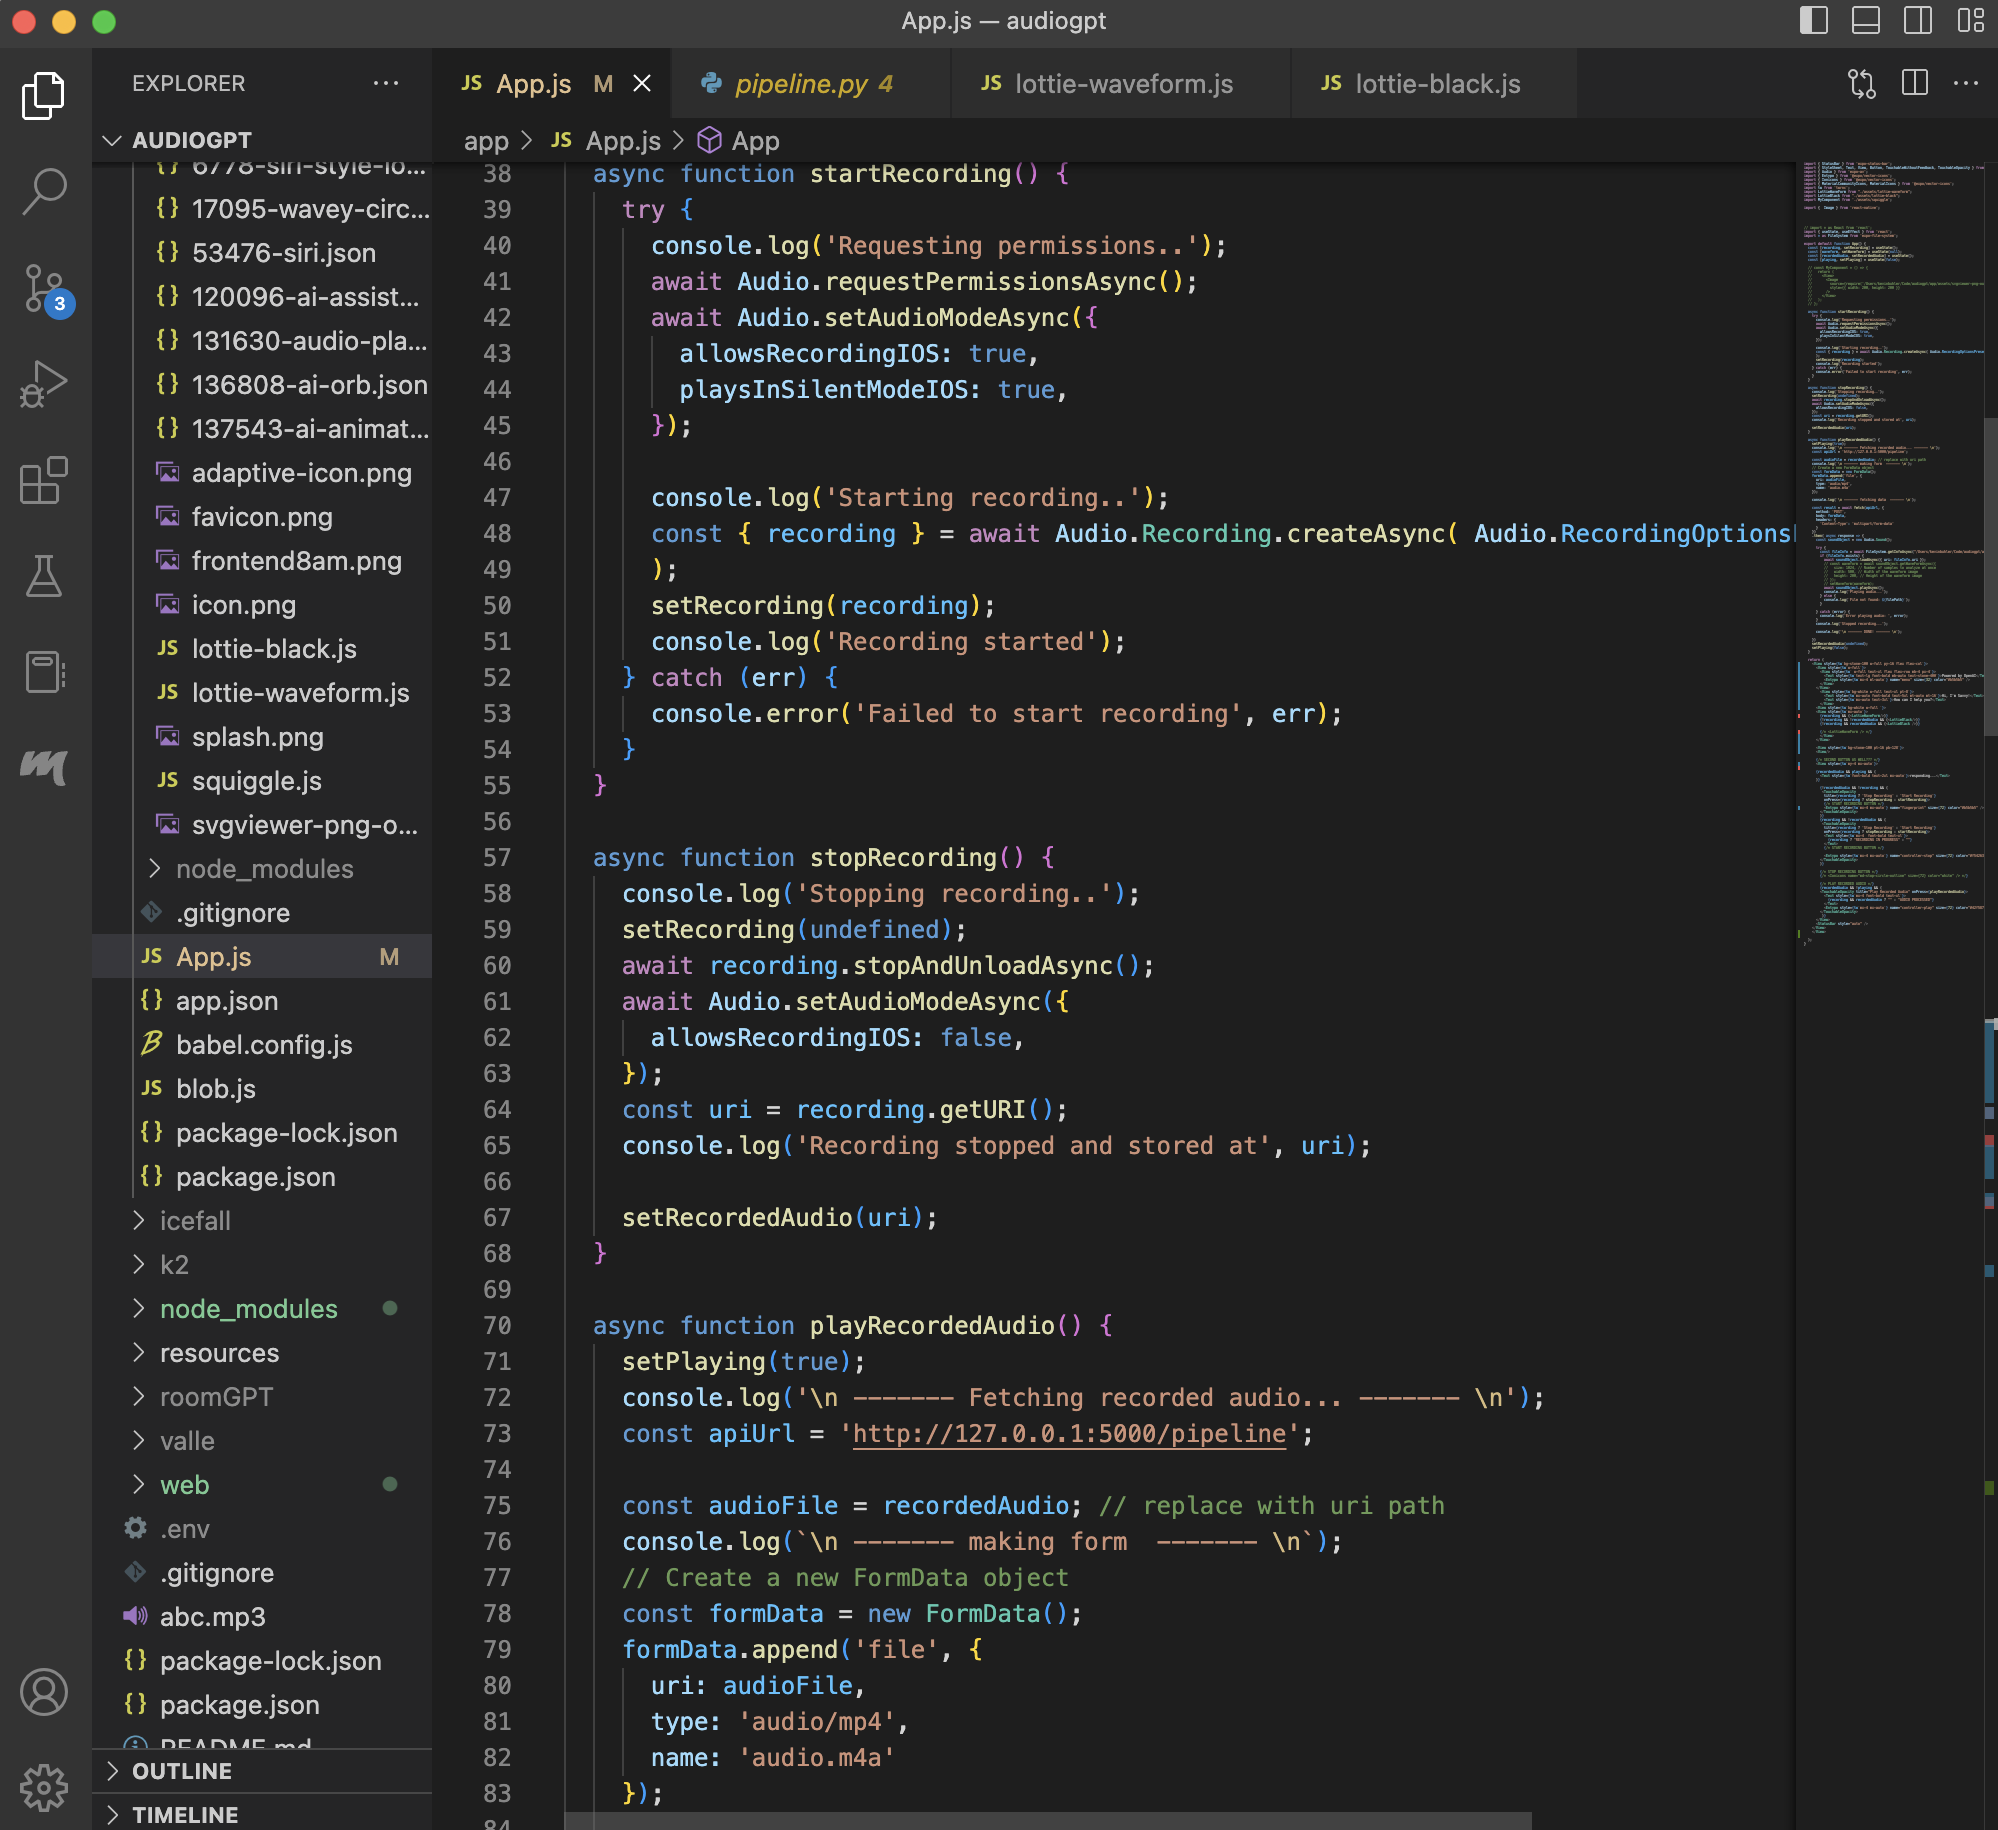 App.js — audiogpt
EXPLORER
JS App.js M
pipeline.py 4
JS lottie-waveform.js
JS lottie-black.js
AUDIOGPT
app > JS App.js > App
{} 6778-siri-style-lo...
{} 17095-wavey-circ...
{} 53476-siri.json
{} 120096-ai-assist...
{} 131630-audio-pla...
{} 136808-ai-orb.json
{} 137543-ai-animat...
adaptive-icon.png
favicon.png
frontend8am.png
icon.png
JS lottie-black.js
JS lottie-waveform.js
splash.png
JS squiggle.js
svgviewer-png-o...
node_modules
.gitignore
JS App.js M
{} app.json
babel.config.js
JS blob.js
{} package-lock.json
{} package.json
icefall
k2
node_modules
resources
roomGPT
valle
web
.env
.gitignore
abc.mp3
{} package-lock.json
{} package.json
README.md
OUTLINE
TIMELINE
3
38 async function startRecording() {
39 try {
40 console.log('Requesting permissions..');
41 await Audio.requestPermissionsAsync();
42 await Audio.setAudioModeAsync({
43 allowsRecordingIOS: true,
44 playsInSilentModeIOS: true,
45 });
46
47 console.log('Starting recording..');
48 const { recording } = await Audio.Recording.createAsync( Audio.RecordingOptions
49 );
50 setRecording(recording);
51 console.log('Recording started');
52 } catch (err) {
53 console.error('Failed to start recording', err);
54 }
55 }
56
57 async function stopRecording() {
58 console.log('Stopping recording..');
59 setRecording(undefined);
60 await recording.stopAndUnloadAsync();
61 await Audio.setAudioModeAsync({
62 allowsRecordingIOS: false,
63 });
64 const uri = recording.getURI();
65 console.log('Recording stopped and stored at', uri);
66
67 setRecordedAudio(uri);
68 }
69
70 async function playRecordedAudio() {
71 setPlaying(true);
72 console.log('\n ------- Fetching recorded audio... ------- \n');
73 const apiUrl = 'http://127.0.0.1:5000/pipeline';
74
75 const audioFile = recordedAudio; // replace with uri path
76 console.log(`\n ------- making form  ------- \n`);
77 // Create a new FormData object
78 const formData = new FormData();
79 formData.append('file', {
80 uri: audioFile,
81 type: 'audio/mp4',
82 name: 'audio.m4a'
83 });
84